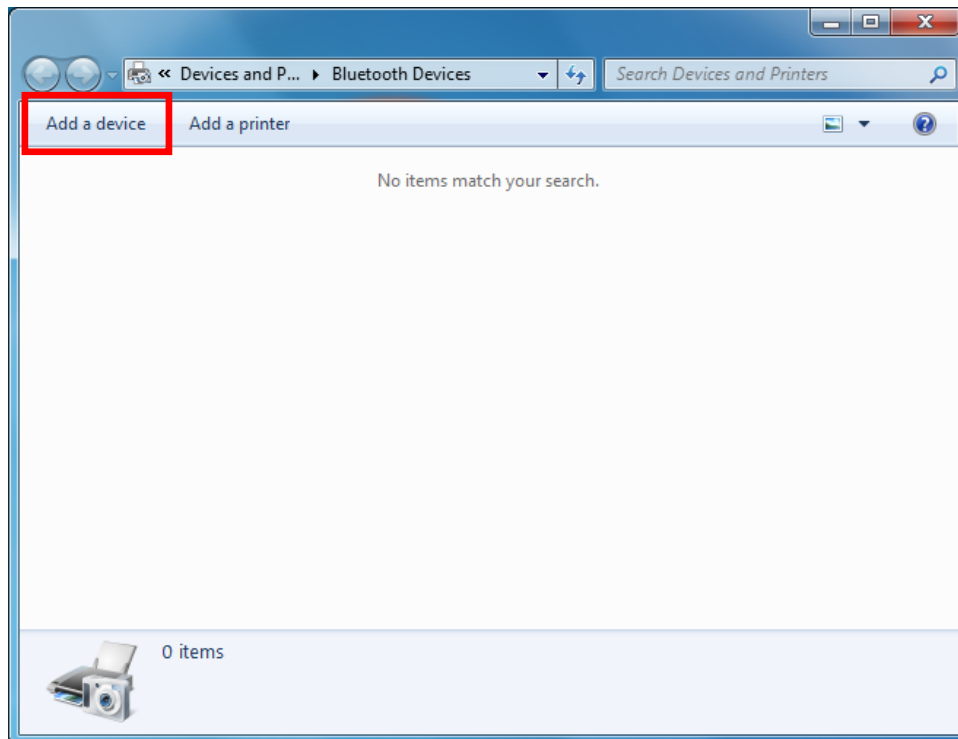 « Devices and P... Bluetooth Devices Search Devices and Printers
Add a device Add a printer
No items match your search.
0 items